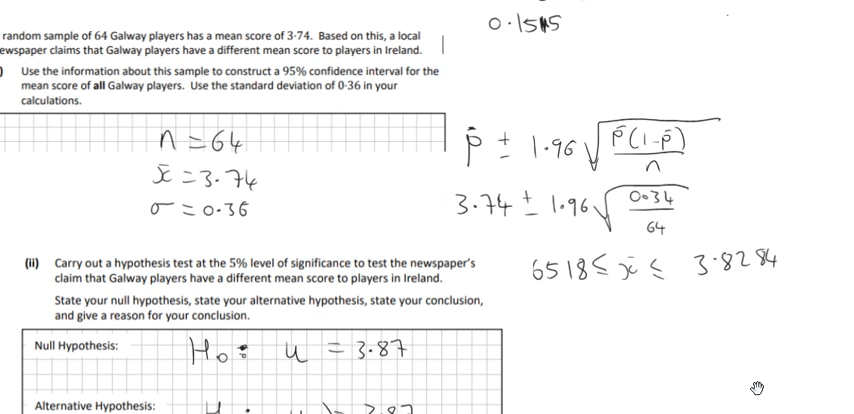 0.1545
random sample of 64 Galway players has a mean score of 3·74. Based on this, a local
ewspaper claims that Galway players have a different mean score to players in Ireland.
) Use the information about this sample to construct a 95% confidence interval for the
mean score of all Galway players. Use the standard deviation of 0·36 in your
calculations.
n = 64
x̄ = 3.74
σ = 0.36
p̄ ± 1.96 √(p̄(1-p̄)/n)
3.74 ± 1.96 √(0.34/64)
6518 ≤ x̄ ≤ 3.8284
(ii) Carry out a hypothesis test at the 5% level of significance to test the newspaper's
claim that Galway players have a different mean score to players in Ireland.
State your null hypothesis, state your alternative hypothesis, state your conclusion,
and give a reason for your conclusion.
Null Hypothesis: H₀: u = 3.87
Alternative Hypothesis: